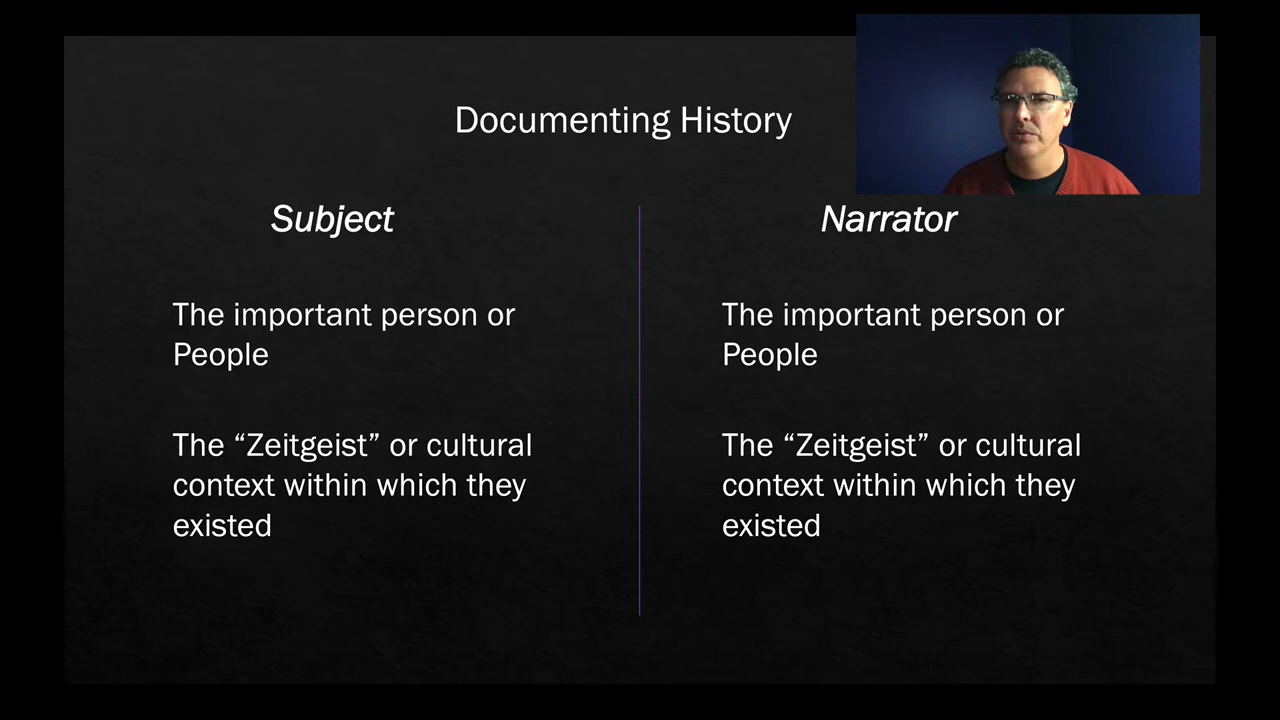 Documenting History
Subject
The important person or
People
The “Zeitgeist” or cultural
context within which they
existed
Narrator
The important person or
People
The “Zeitgeist” or cultural
context within which they
existed